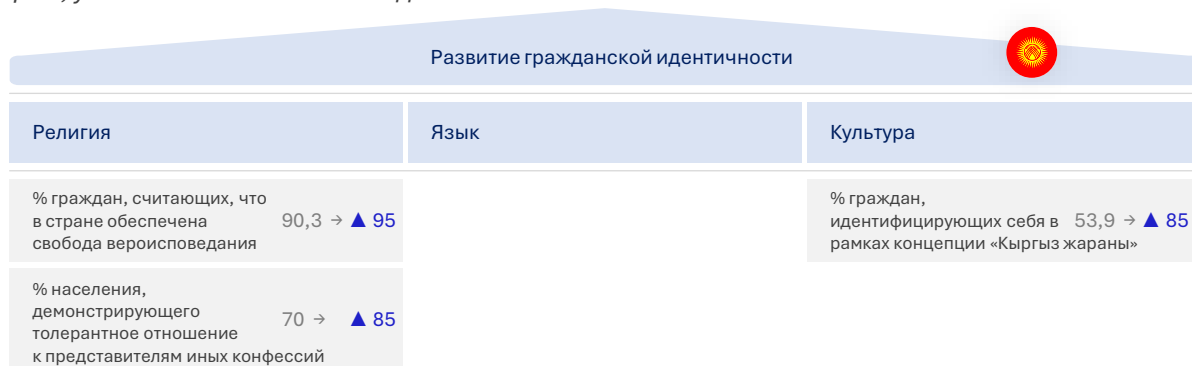 Развитие гражданской идентичности
Религия
Язык
Культура
% граждан, считающих, что
в стране обеспечена
свобода вероисповедания
90,3 → ▲ 95
% граждан,
идентифицирующих себя в
рамках концепции «Кыргыз жараны»
53,9 → ▲ 85
% населения,
демонстрирующего
толерантное отношение
к представителям иных конфессий
70 → ▲ 85